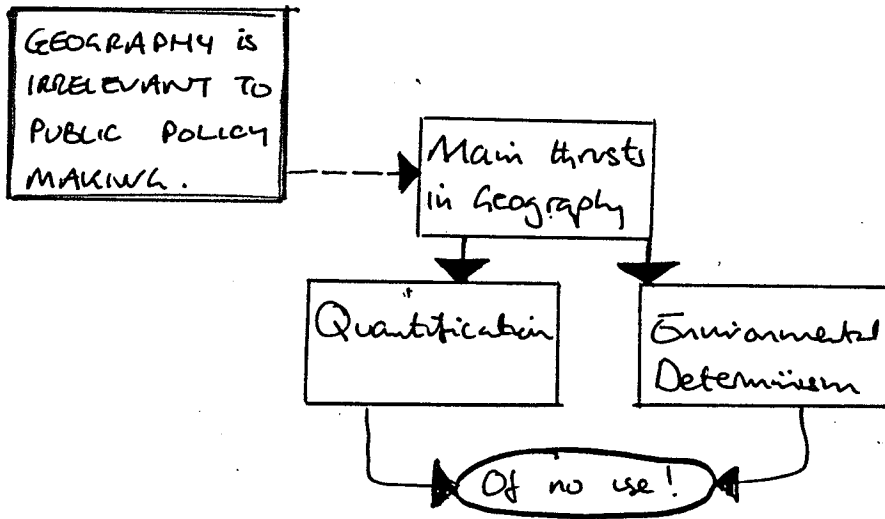 GEOGRAPHY is
IRRELEVANT TO
PUBLIC POLICY
MAKING.
Main thrusts
in Geography
Quantification
Environmental
Determinism
Of no use!